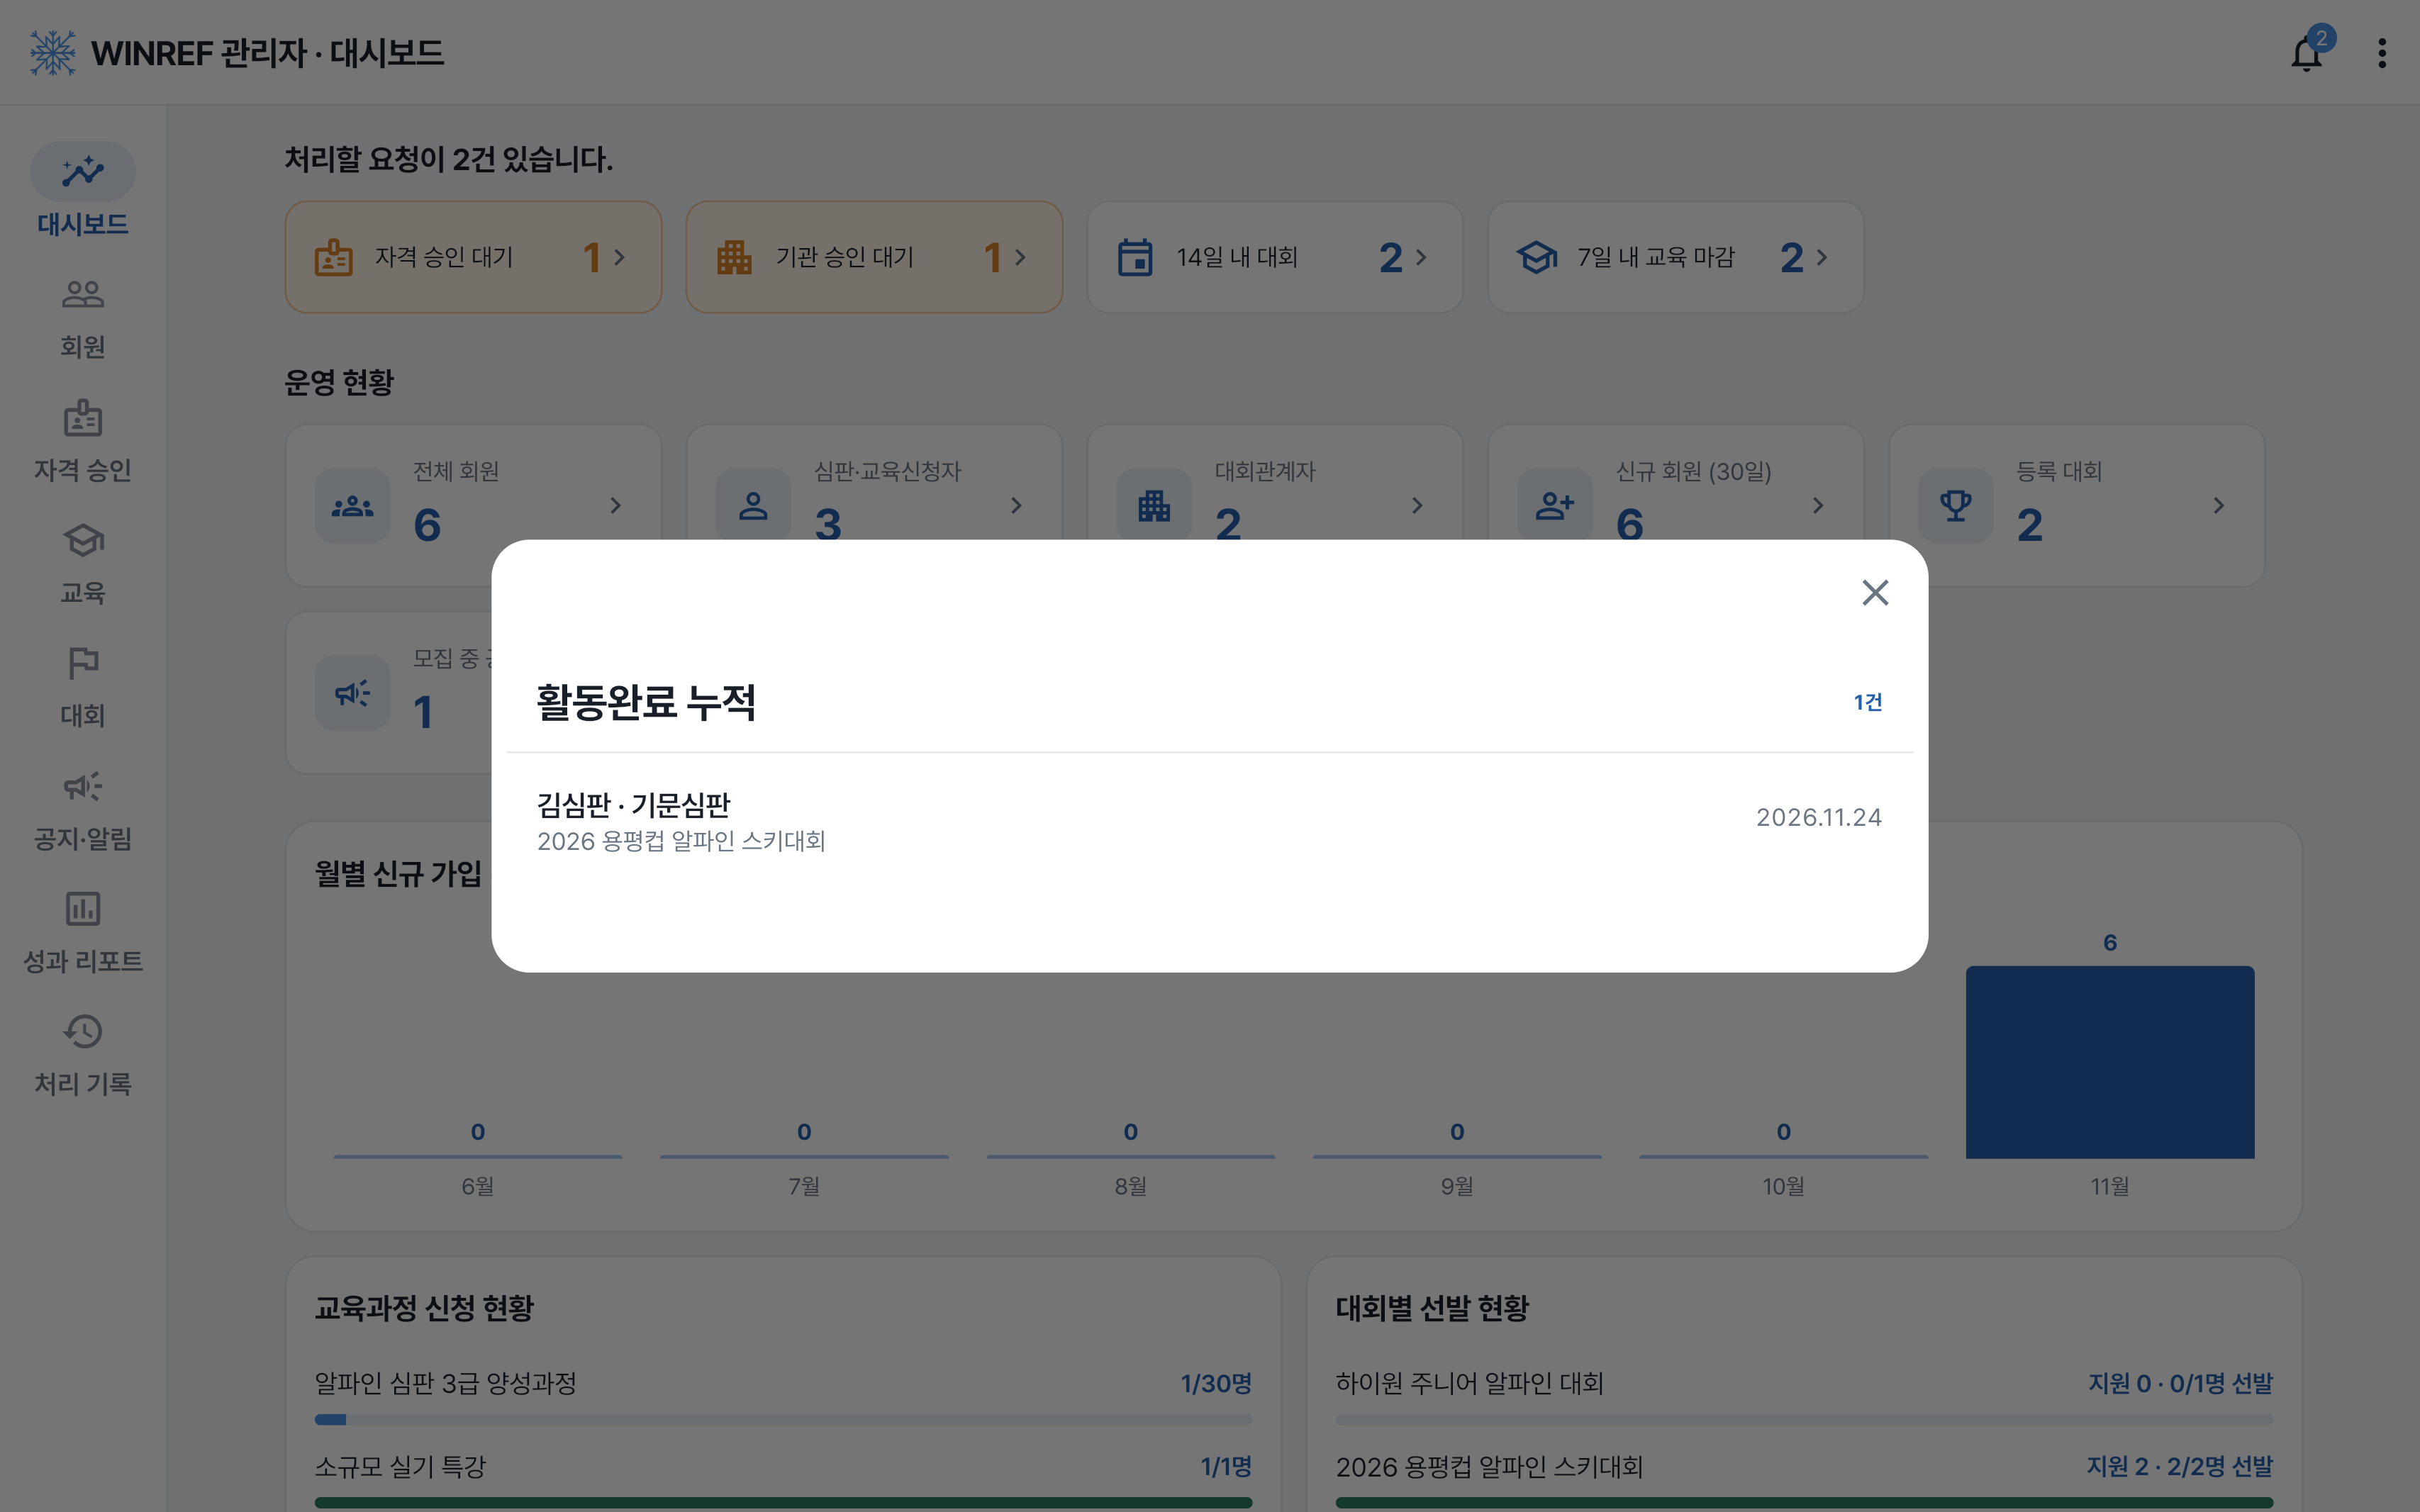 WINREF 관리자 · 대시보드
2
대시보드
회원
자격 승인
교육
대회
공지·알림
성과 리포트
처리 기록
처리할 요청이 2건 있습니다.
자격 승인 대기 1
기관 승인 대기 1
14일 내 대회 2
7일 내 교육 마감 2
운영 현황
전체 회원
6
심판·교육신청자
3
대회관계자
2
신규 회원 (30일)
6
등록 대회
2
모집 중
1
활동완료 누적
1건
김심판 · 기문심판
2026 용평컵 알파인 스키대회
2026.11.24
월별 신규 가입
0
0
0
0
0
6
6월
7월
8월
9월
10월
11월
교육과정 신청 현황
알파인 심판 3급 양성과정 1/30명
소규모 실기 특강 1/1명
대회별 선발 현황
하이원 주니어 알파인 대회 지원 0 · 0/1명 선발
2026 용평컵 알파인 스키대회 지원 2 · 2/2명 선발